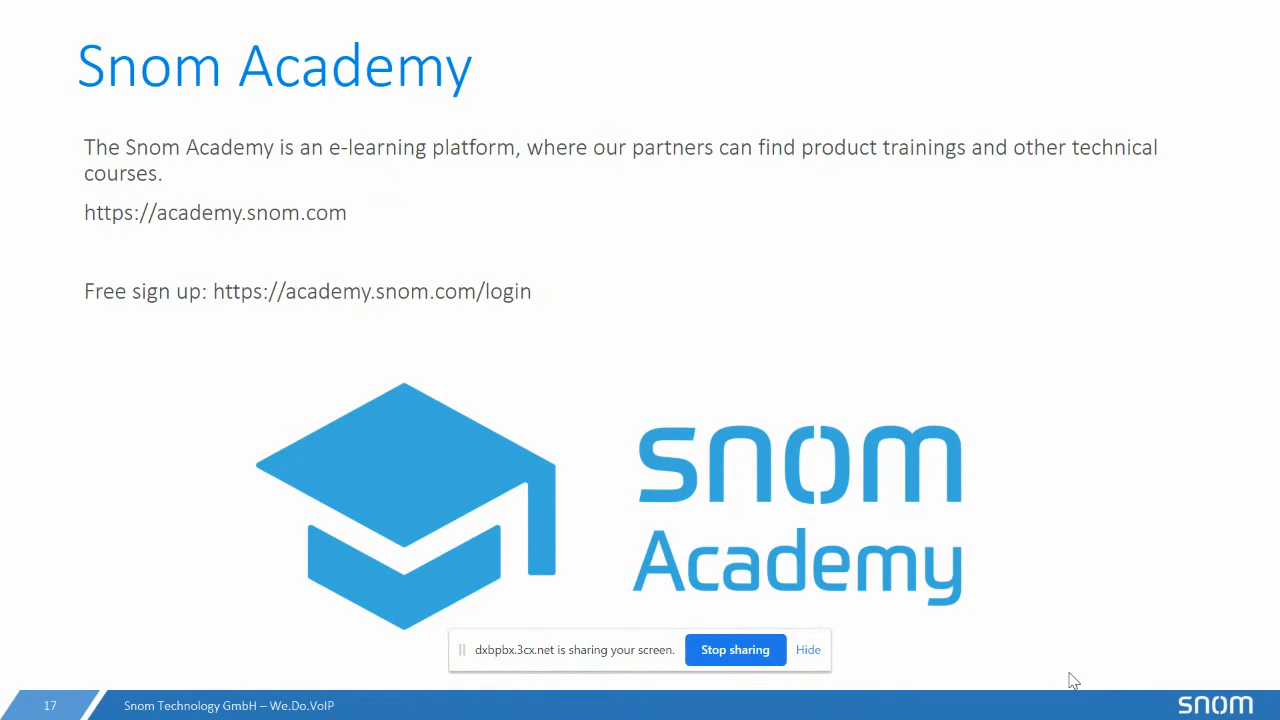 Snom Academy
The Snom Academy is an e-learning platform, where our partners can find product trainings and other technical
courses.
https://academy.snom.com
Free sign up: https://academy.snom.com/login
snom
Academy
dxbpbx.3cx.net is sharing your screen. Stop sharing Hide
17 Snom Technology GmbH – We.Do.VoIP snom